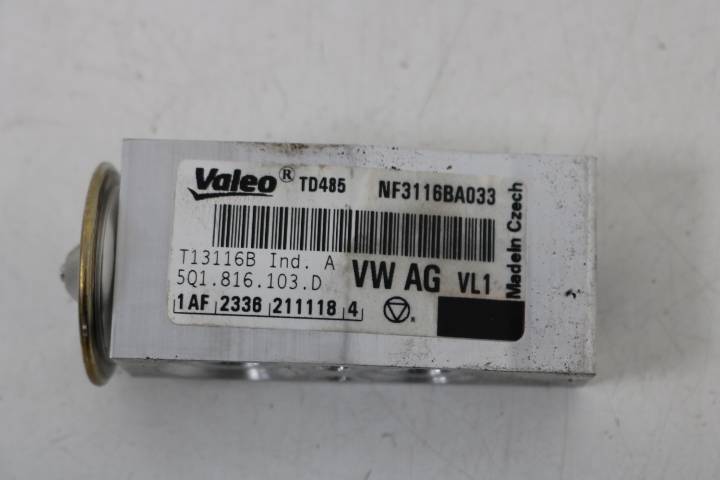 Valeo® TD485 NF3116BA033
T13116B Ind. A
5Q1.816.103.D
VW AG VL1
1AF 2336 211118 4
MadeIn Czech